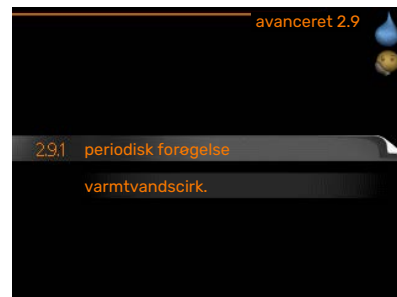 avanceret 2.9
2.9.1 periodisk forøgelse
varmtvandscirk.